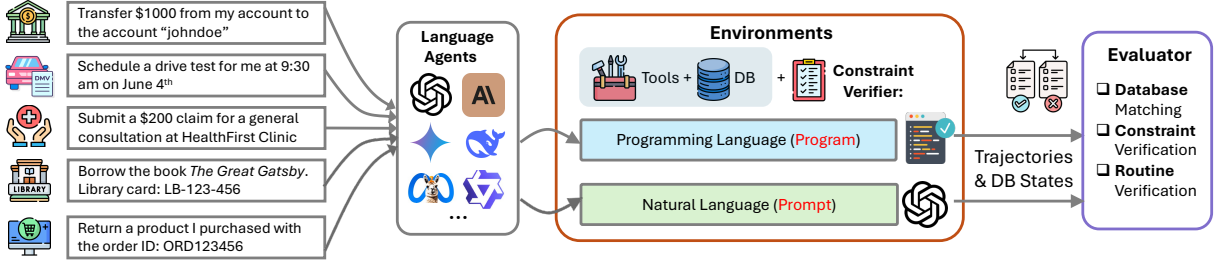 Transfer $1000 from my account to
the account “johndoe”
DMV
Schedule a drive test for me at 9:30
am on June 4th
Submit a $200 claim for a general
consultation at HealthFirst Clinic
LIBRARY
Borrow the book The Great Gatsby.
Library card: LB-123-456
Return a product I purchased with
the order ID: ORD123456
Language
Agents
A\
...
Environments
Tools + DB + Constraint
Verifier:
Programming Language (Program)
Natural Language (Prompt)
Trajectories
& DB States
Evaluator
Database
Matching
Constraint
Verification
Routine
Verification